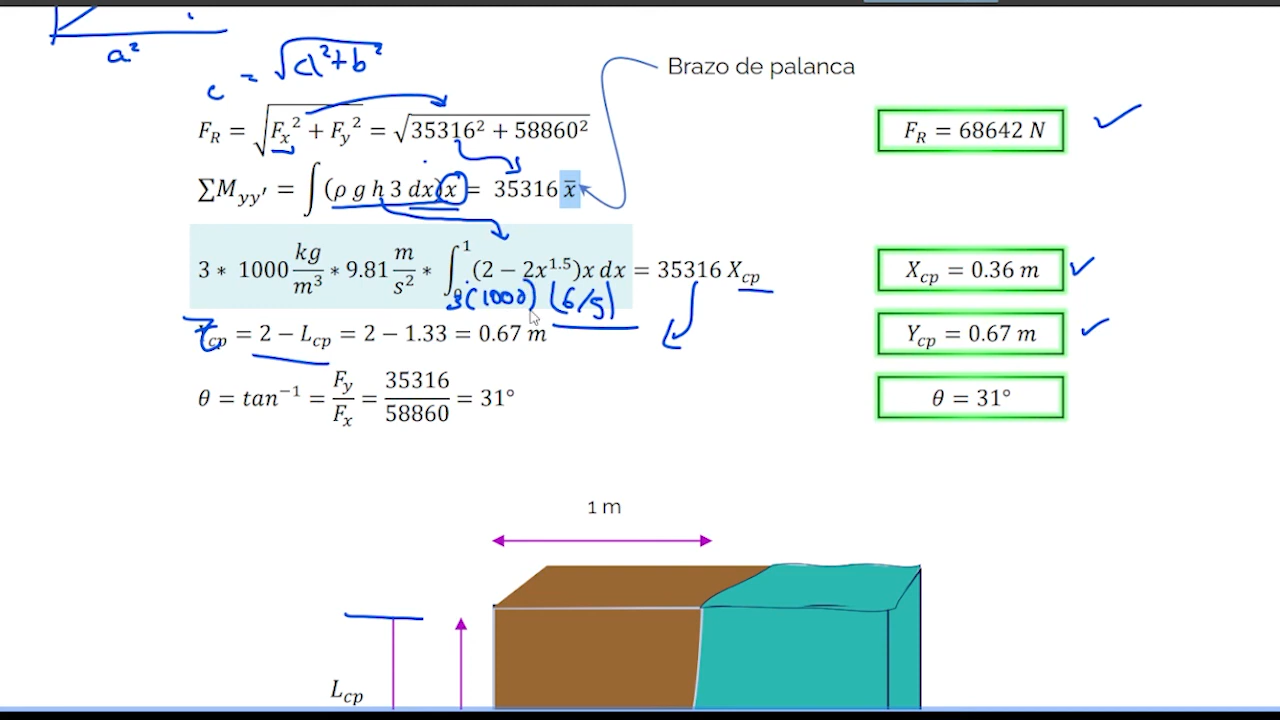 a²
c = √a²+b²
Brazo de palanca
F_R = √F_x² + F_y² = √35316² + 58860²
F_R = 68642 N
∑M_yy′ = ∫(ρ g h 3 dx)x = 35316 x̄
3 ∗ 1000 kg/m³ ∗ 9.81 m/s² ∗ ∫₀¹ (2 − 2x^1.5)x dx = 35316 X_cp
X_cp = 0.36 m
3(1000) (6/5)
_cp = 2 − L_cp = 2 − 1.33 = 0.67 m
Y_cp = 0.67 m
θ = tan⁻¹ = F_y/F_x = 35316/58860 = 31°
θ = 31°
1 m
L_cp